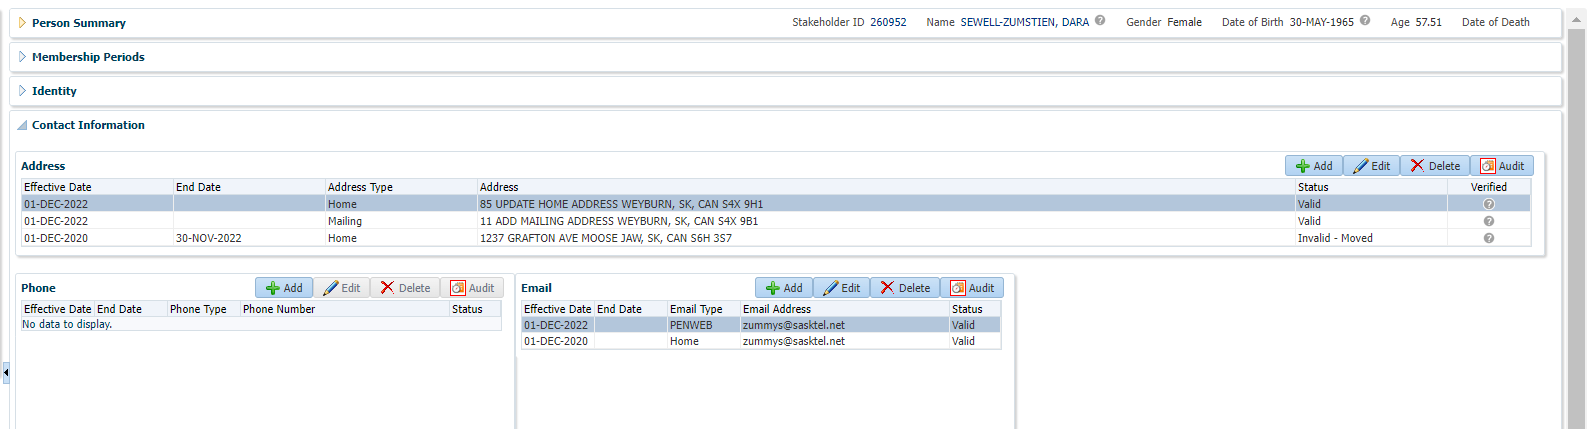 Person Summary Stakeholder ID 260952 Name SEWELL-ZUMSTIEN, DARA Gender Female Date of Birth 30-MAY-1965 Age 57.51 Date of Death
Membership Periods
Identity
Contact Information
Address Add Edit Delete Audit
Effective Date End Date Address Type Address Status Verified
01-DEC-2022 Home 85 UPDATE HOME ADDRESS WEYBURN, SK, CAN S4X 9H1 Valid
01-DEC-2022 Mailing 11 ADD MAILING ADDRESS WEYBURN, SK, CAN S4X 9B1 Valid
01-DEC-2020 30-NOV-2022 Home 1237 GRAFTON AVE MOOSE JAW, SK, CAN S6H 3S7 Invalid - Moved
Phone Add Edit Delete Audit
Effective Date End Date Phone Type Phone Number Status
No data to display.
Email Add Edit Delete Audit
Effective Date End Date Email Type Email Address Status
01-DEC-2022 PENWEB zummys@sasktel.net Valid
01-DEC-2020 Home zummys@sasktel.net Valid